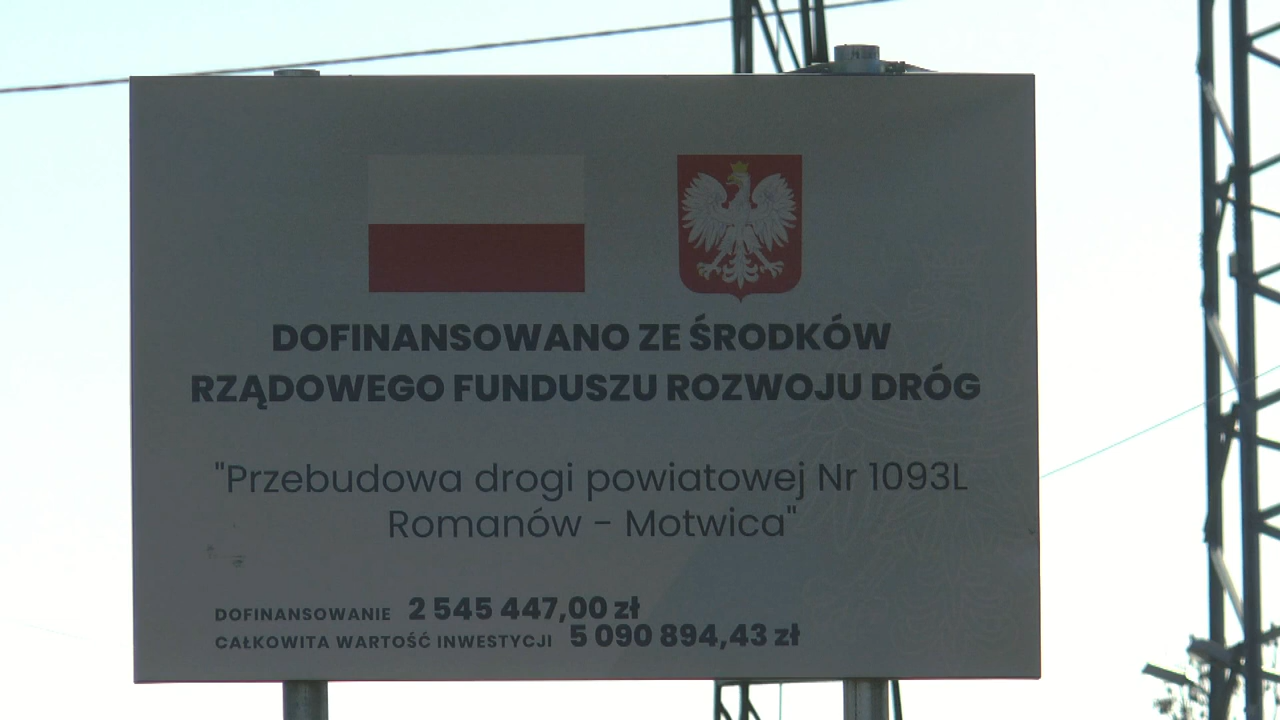 DOFINANSOWANO ZE ŚRODKÓW
RZĄDOWEGO FUNDUSZU ROZWOJU DRÓG
"Przebudowa drogi powiatowej Nr 1093L
Romanów - Motwica"
DOFINANSOWANIE 2 545 447,00 zł
CAŁKOWITA WARTOŚĆ INWESTYCJI 5 090 894,43 zł